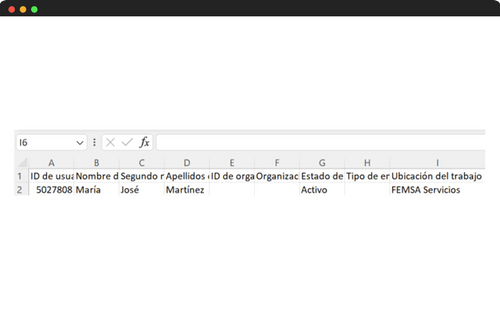 I6 fx
A B C D E F G H I
1 ID de usua Nombre d Segundo r Apellidos ID de orga Organizac Estado de Tipo de er Ubicación del trabajo
2 5027808 María José Martínez Activo FEMSA Servicios